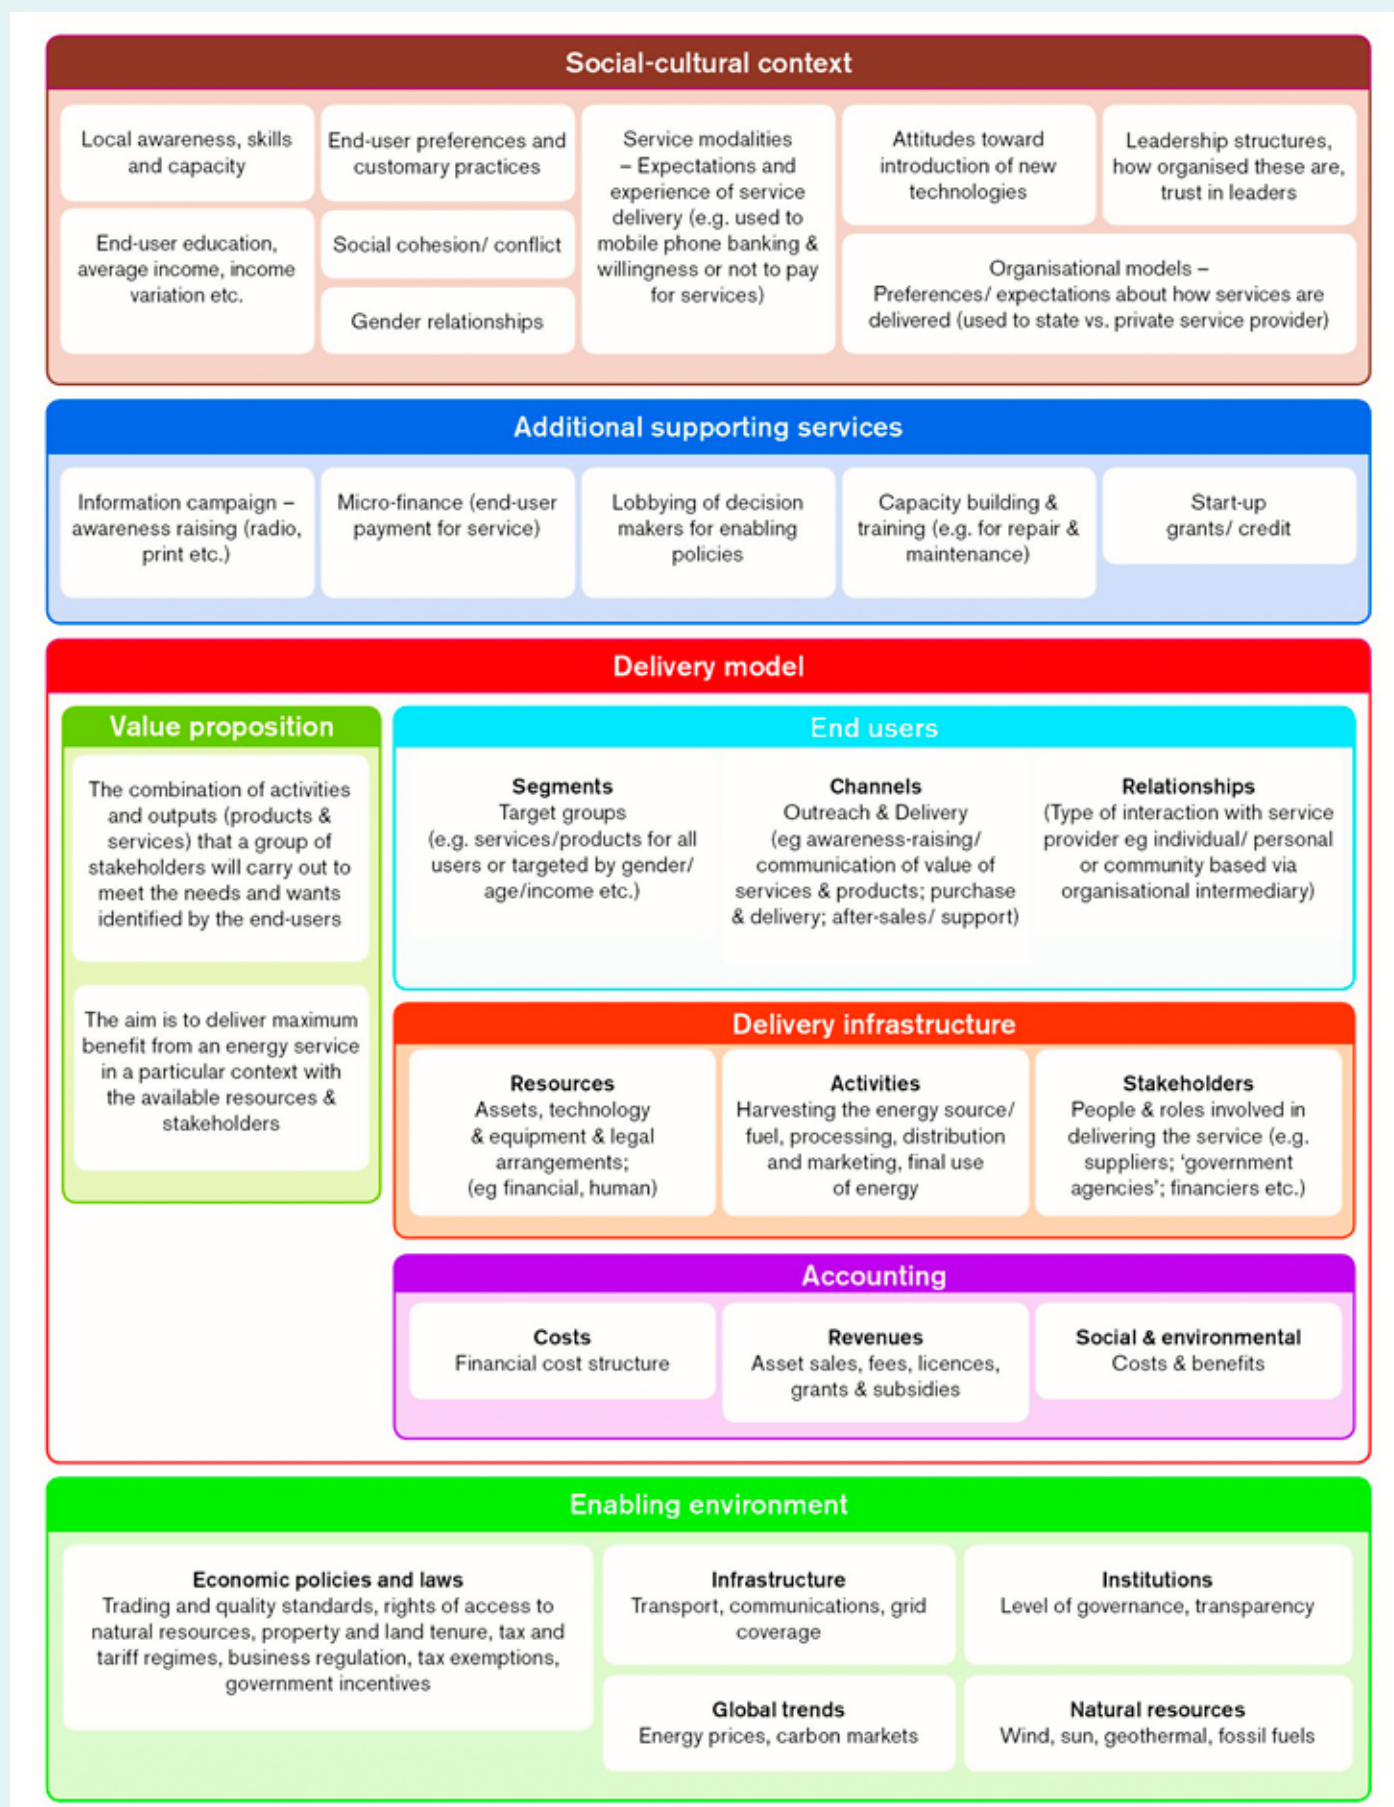 Social-cultural context
Local awareness, skills
and capacity
End-user education,
average income, income
variation etc.
End-user preferences and
customary practices
Social cohesion/ conflict
Gender relationships
Service modalities
– Expectations and
experience of service
delivery (e.g. used to
mobile phone banking &
willingness or not to pay
for services)
Attitudes toward
introduction of new
technologies
Leadership structures,
how organised these are,
trust in leaders
Organisational models –
Preferences/ expectations about how services are
delivered (used to state vs. private service provider)
Additional supporting services
Information campaign –
awareness raising (radio,
print etc.)
Micro-finance (end-user
payment for service)
Lobbying of decision
makers for enabling
policies
Capacity building &
training (e.g. for repair &
maintenance)
Start-up
grants/ credit
Delivery model
Value proposition
The combination of activities
and outputs (products &
services) that a group of
stakeholders will carry out to
meet the needs and wants
identified by the end-users
The aim is to deliver maximum
benefit from an energy service
in a particular context with
the available resources &
stakeholders
End users
Segments
Target groups
(e.g. services/products for all
users or targeted by gender/
age/income etc.)
Channels
Outreach & Delivery
(eg awareness-raising/
communication of value of
services & products; purchase
& delivery; after-sales/ support)
Relationships
(Type of interaction with service
provider eg individual/ personal
or community based via
organisational intermediary)
Delivery infrastructure
Resources
Assets, technology
& equipment & legal
arrangements;
(eg financial, human)
Activities
Harvesting the energy source/
fuel, processing, distribution
and marketing, final use
of energy
Stakeholders
People & roles involved in
delivering the service (e.g.
suppliers; ‘government
agencies’; financiers etc.)
Accounting
Costs
Financial cost structure
Revenues
Asset sales, fees, licences,
grants & subsidies
Social & environmental
Costs & benefits
Enabling environment
Economic policies and laws
Trading and quality standards, rights of access to
natural resources, property and land tenure, tax and
tariff regimes, business regulation, tax exemptions,
government incentives
Infrastructure
Transport, communications, grid
coverage
Institutions
Level of governance, transparency
Global trends
Energy prices, carbon markets
Natural resources
Wind, sun, geothermal, fossil fuels